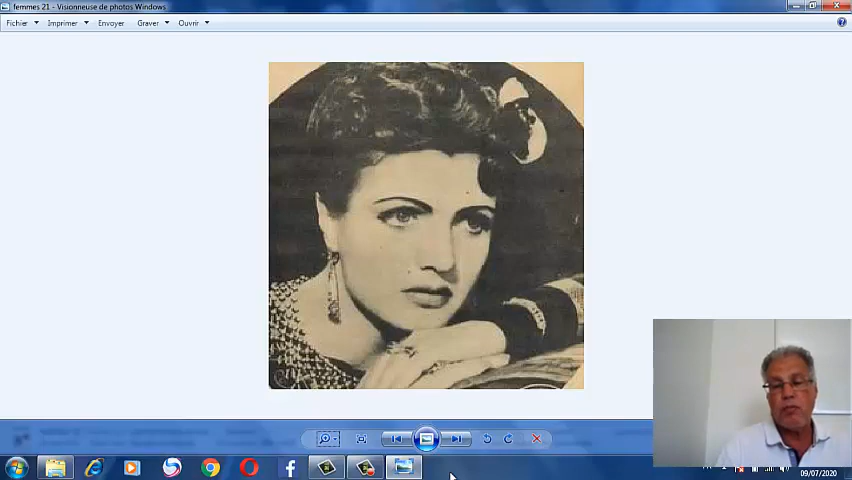 femmes 21 - Visionneuse de photos Windows
Fichier Imprimer Envoyer Graver Ouvrir
09/07/2020